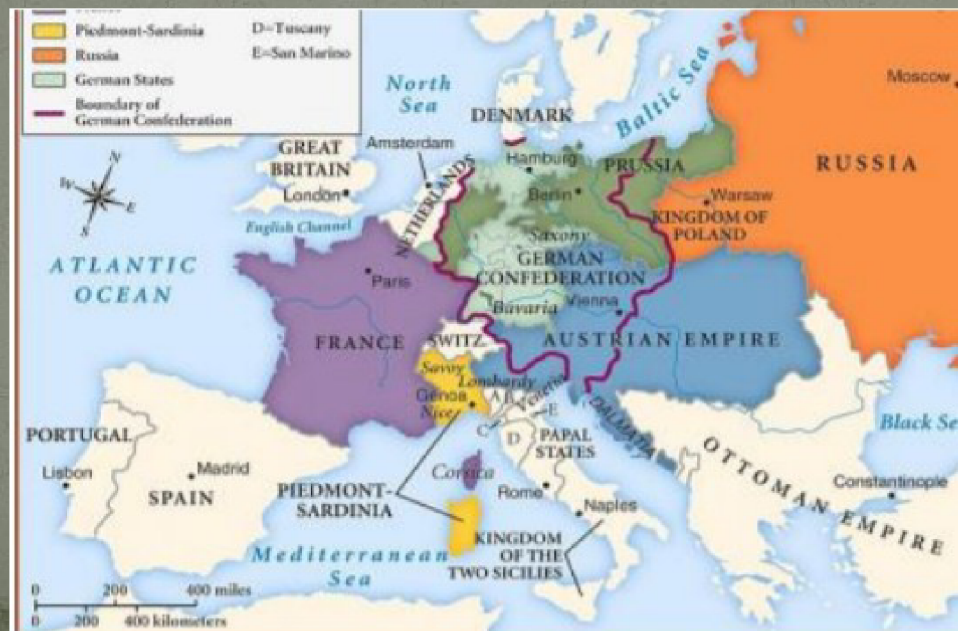 Piedmont-Sardinia
D=Tuscany
Russia
E=San Marino
German States
Boundary of
German Confederation
North
Sea
Baltic Sea
Moscow
DENMARK
Amsterdam
GREAT
BRITAIN
Hamburg
PRUSSIA
RUSSIA
N
W
E
S
London
NETHERLANDS
Berlin
Warsaw
KINGDOM OF
POLAND
English Channel
Saxony
GERMAN
CONFEDERATION
ATLANTIC
OCEAN
Paris
Bavaria
Vienna
FRANCE
SWITZ.
AUSTRIAN EMPIRE
Savoy
Lombardy
Genoa
Nice
A
B
Venetia
E
C
D
DALMATIA
Black Se
PORTUGAL
PAPAL
STATES
OTTOMAN EMPIRE
Lisbon
Madrid
SPAIN
Corsica
Constantinople
PIEDMONT-
SARDINIA
Rome
Naples
KINGDOM
OF THE
TWO SICILIES
Mediterranean
Sea
0 200 400 miles
0 200 400 kilometers